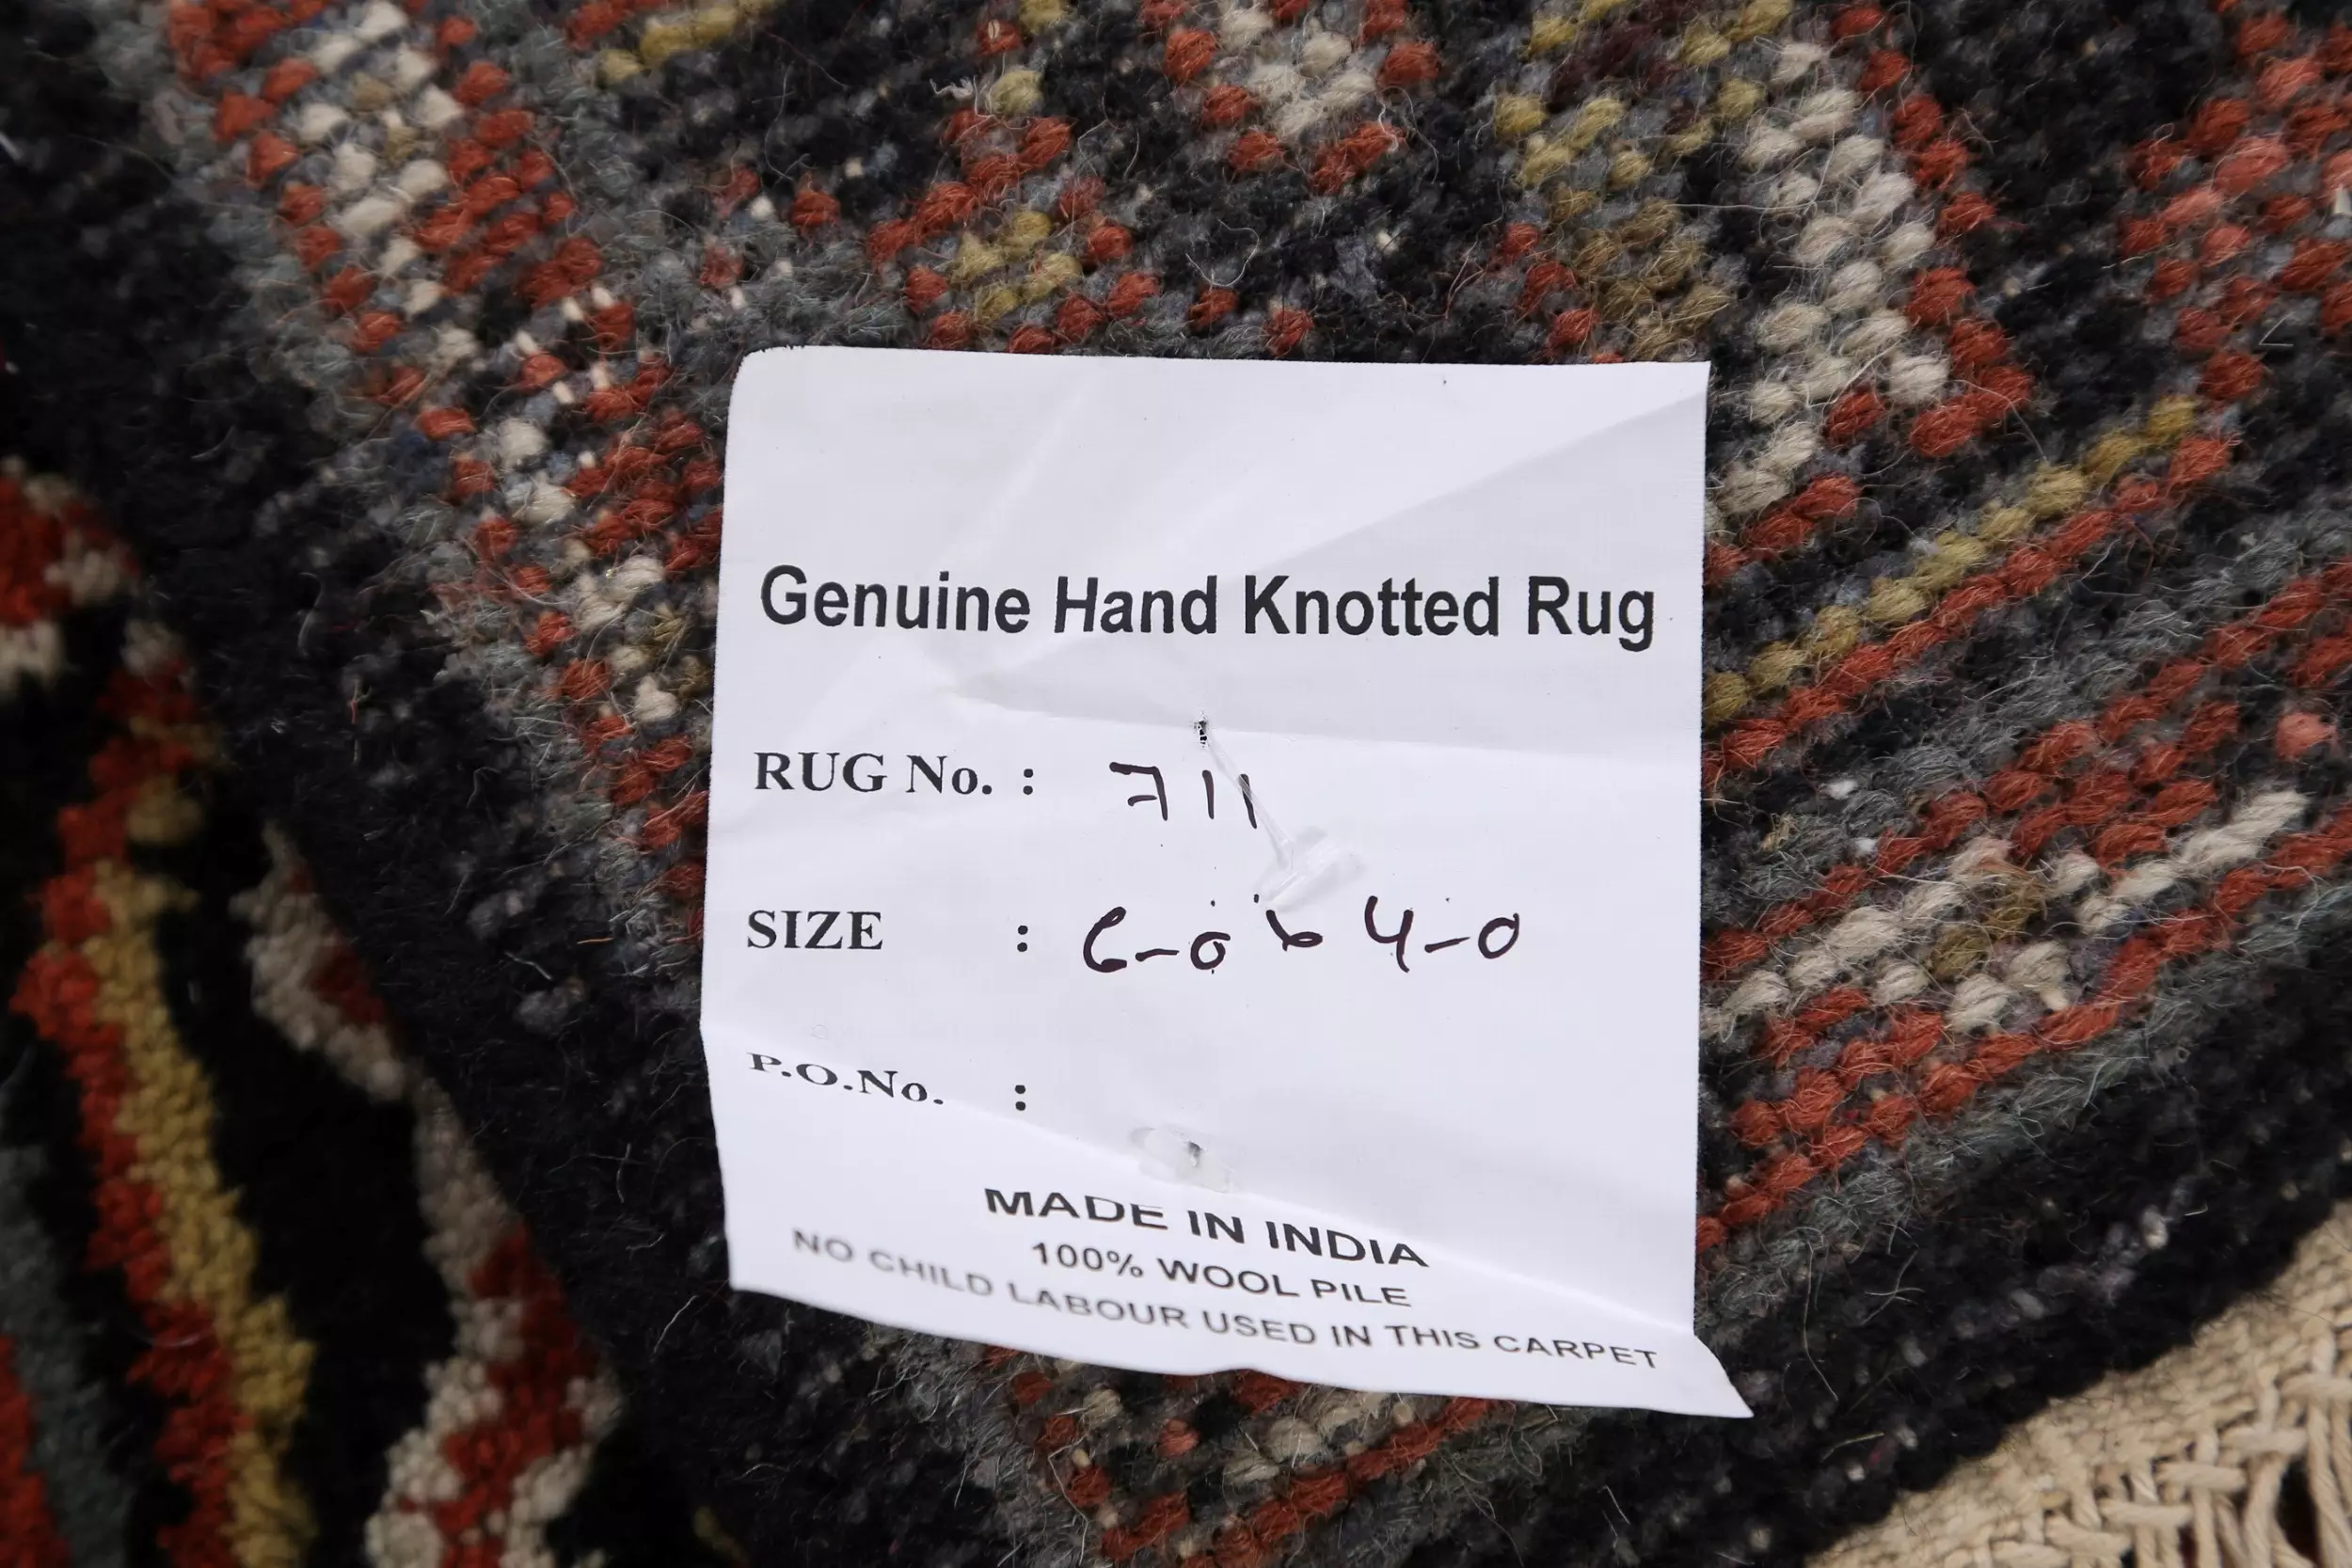 Genuine Hand Knotted Rug
RUG No. : 711
SIZE : 6-0 x 4-0
P.O.No. :
MADE IN INDIA
100% WOOL PILE
NO CHILD LABOUR USED IN THIS CARPET